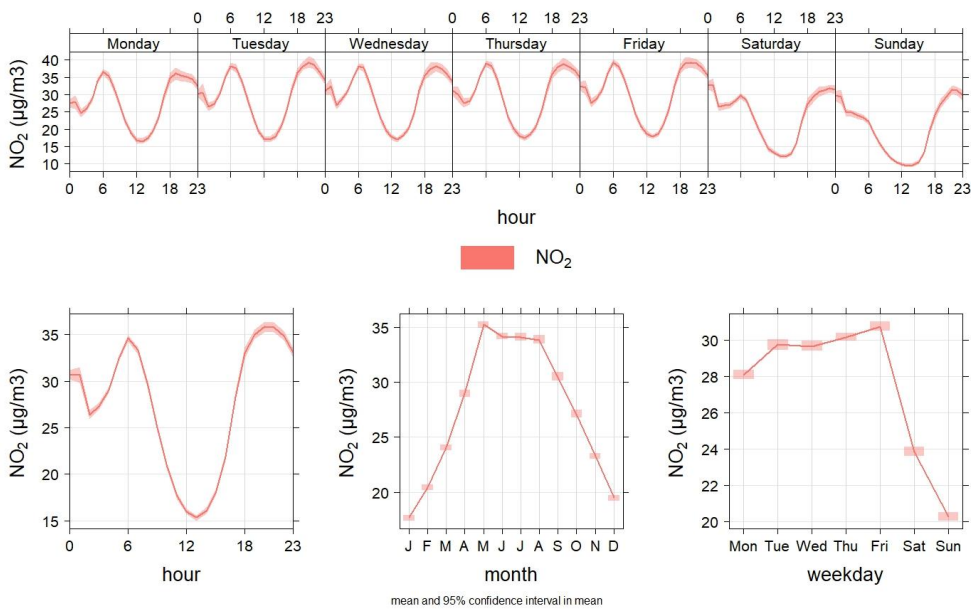 0 6 12 18 23 0 6 12 18 23 0 6 12 18 23
Monday Tuesday Wednesday Thursday Friday Saturday Sunday
NO₂ (μg/m3)
40
35
30
25
20
15
10
0 6 12 18 23 0 6 12 18 23 0 6 12 18 23 0 6 12 18 23
hour
NO₂
NO₂ (μg/m3)
35
30
25
20
15
0 6 12 18 23
hour
NO₂ (μg/m3)
35
30
25
20
J F M A M J J A S O N D
month
NO₂ (μg/m3)
30
28
26
24
22
20
Mon Tue Wed Thu Fri Sat Sun
weekday
mean and 95% confidence interval in mean